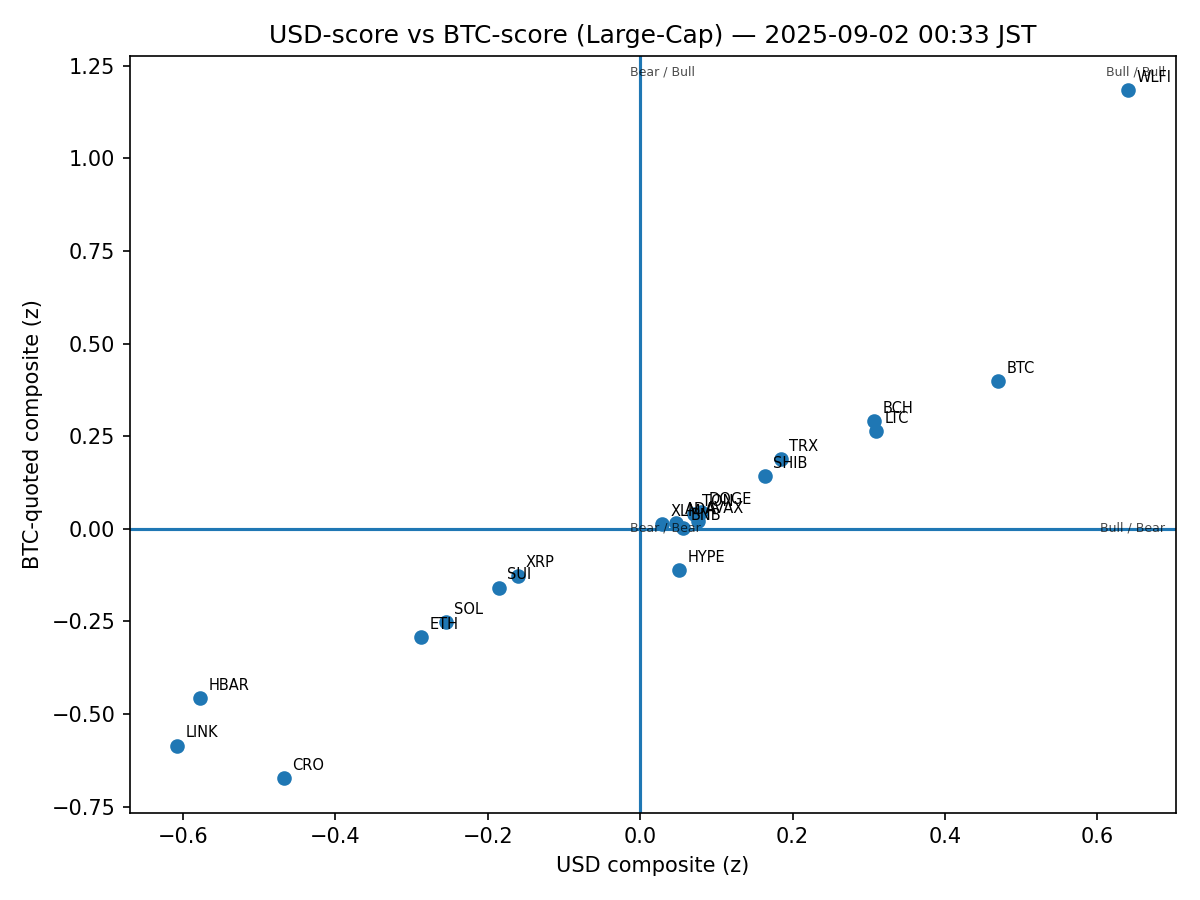 USD-score vs BTC-score (Large-Cap) — 2025-09-02 00:33 JST
Bear / Bull
Bull / Bull
WLFI
BTC
BCH
LTC
TRX
SHIB
DOGE
TON
ADA
AVAX
XLM
BNB
Bear / Bear
Bull / Bear
HYPE
XRP
SUI
SOL
ETH
HBAR
LINK
CRO
1.25
1.00
0.75
0.50
0.25
0.00
−0.25
−0.50
−0.75
BTC-quoted composite (z)
−0.6
−0.4
−0.2
0.0
0.2
0.4
0.6
USD composite (z)